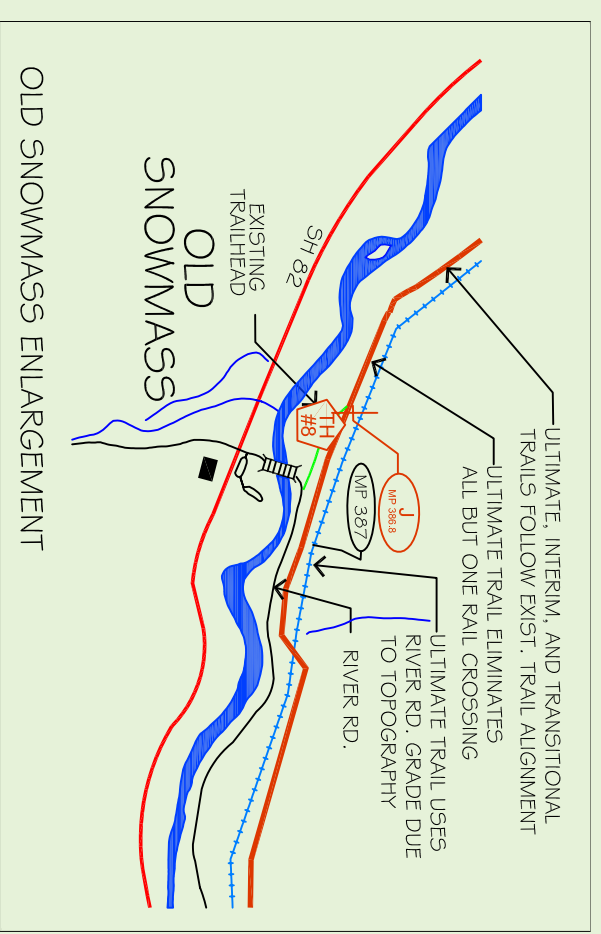 ULTIMATE, INTERIM, AND TRANSITIONAL
TRAILS FOLLOW EXIST. TRAIL ALIGNMENT
ULTIMATE TRAIL ELIMINATES
ALL BUT ONE RAIL CROSSING
ULTIMATE TRAIL USES
RIVER RD. GRADE DUE
TO TOPOGRAPHY
RIVER RD.
J
MP 386.8
MP 387
TH
#8
SH 82
EXISTING
TRAILHEAD
OLD
SNOWMASS
OLD SNOWMASS ENLARGEMENT